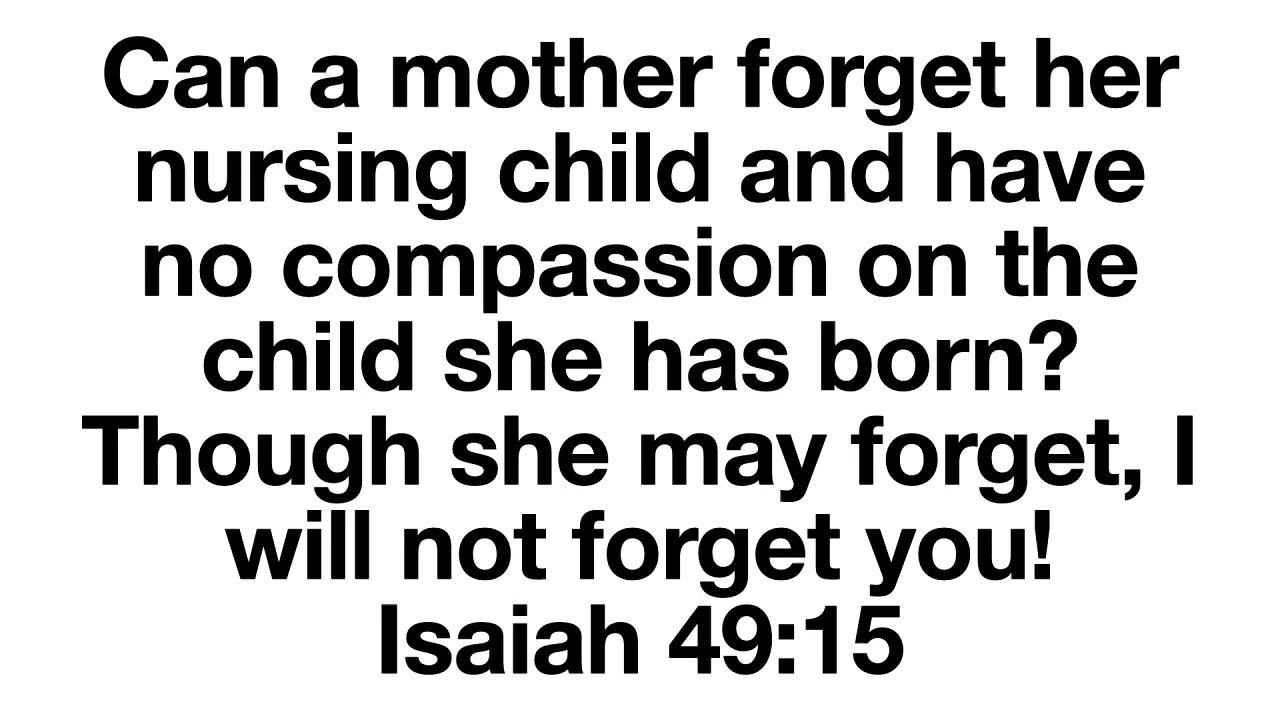 Can a mother forget her
nursing child and have
no compassion on the
child she has born?
Though she may forget, I
will not forget you!
Isaiah 49:15